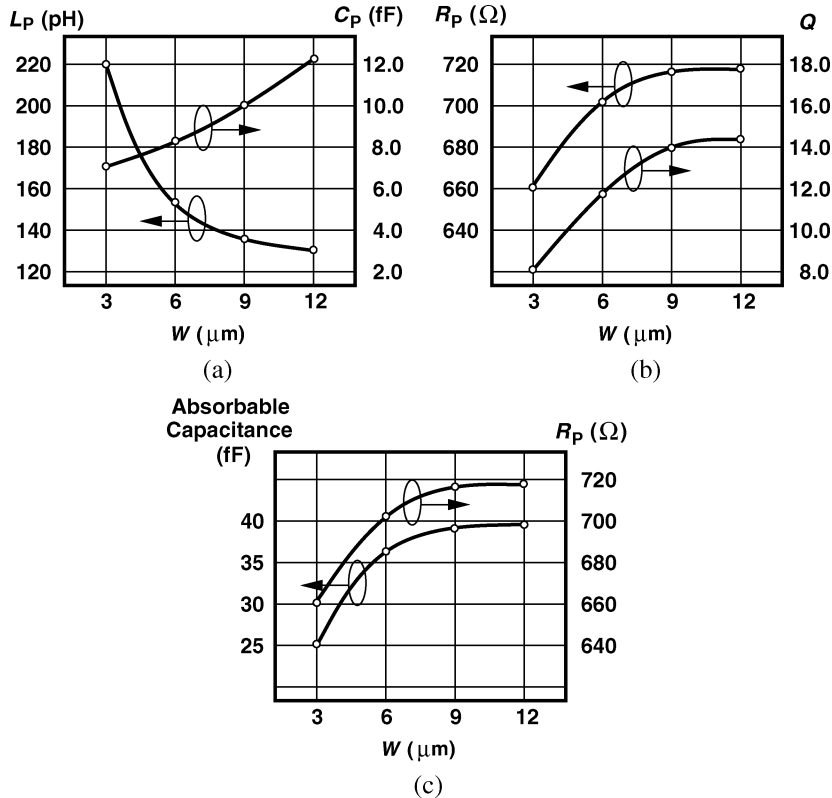 L_P (pH)
C_P (fF)
220
200
180
160
140
120
12.0
10.0
8.0
6.0
4.0
2.0
3 6 9 12
W (μm)
(a)
R_P (Ω)
Q
720
700
680
660
640
18.0
16.0
14.0
12.0
10.0
8.0
3 6 9 12
W (μm)
(b)
Absorbable
Capacitance
(fF)
R_P (Ω)
40
35
30
25
720
700
680
660
640
3 6 9 12
W (μm)
(c)